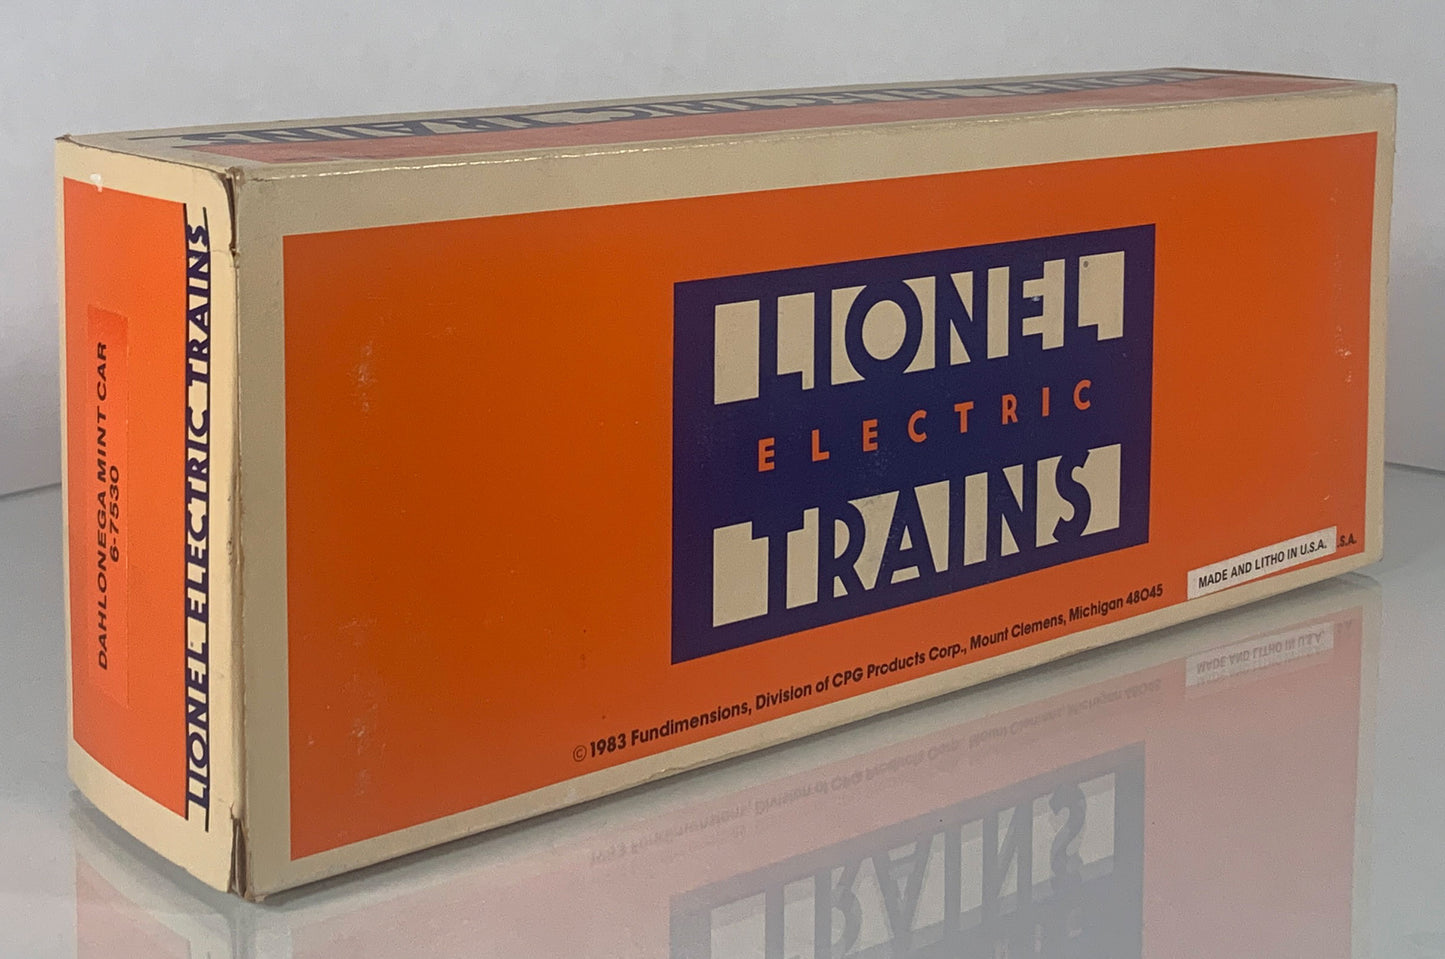 DAHLONEGA MINT CAR
6-7530
LIONEL ELECTRIC TRAINS
LIONEL
ELECTRIC
TRAINS
© 1983 Fundimensions, Division of CPG Products Corp., Mount Clemens, Michigan 48045
MADE AND LITHO IN U.S.A. .S.A.